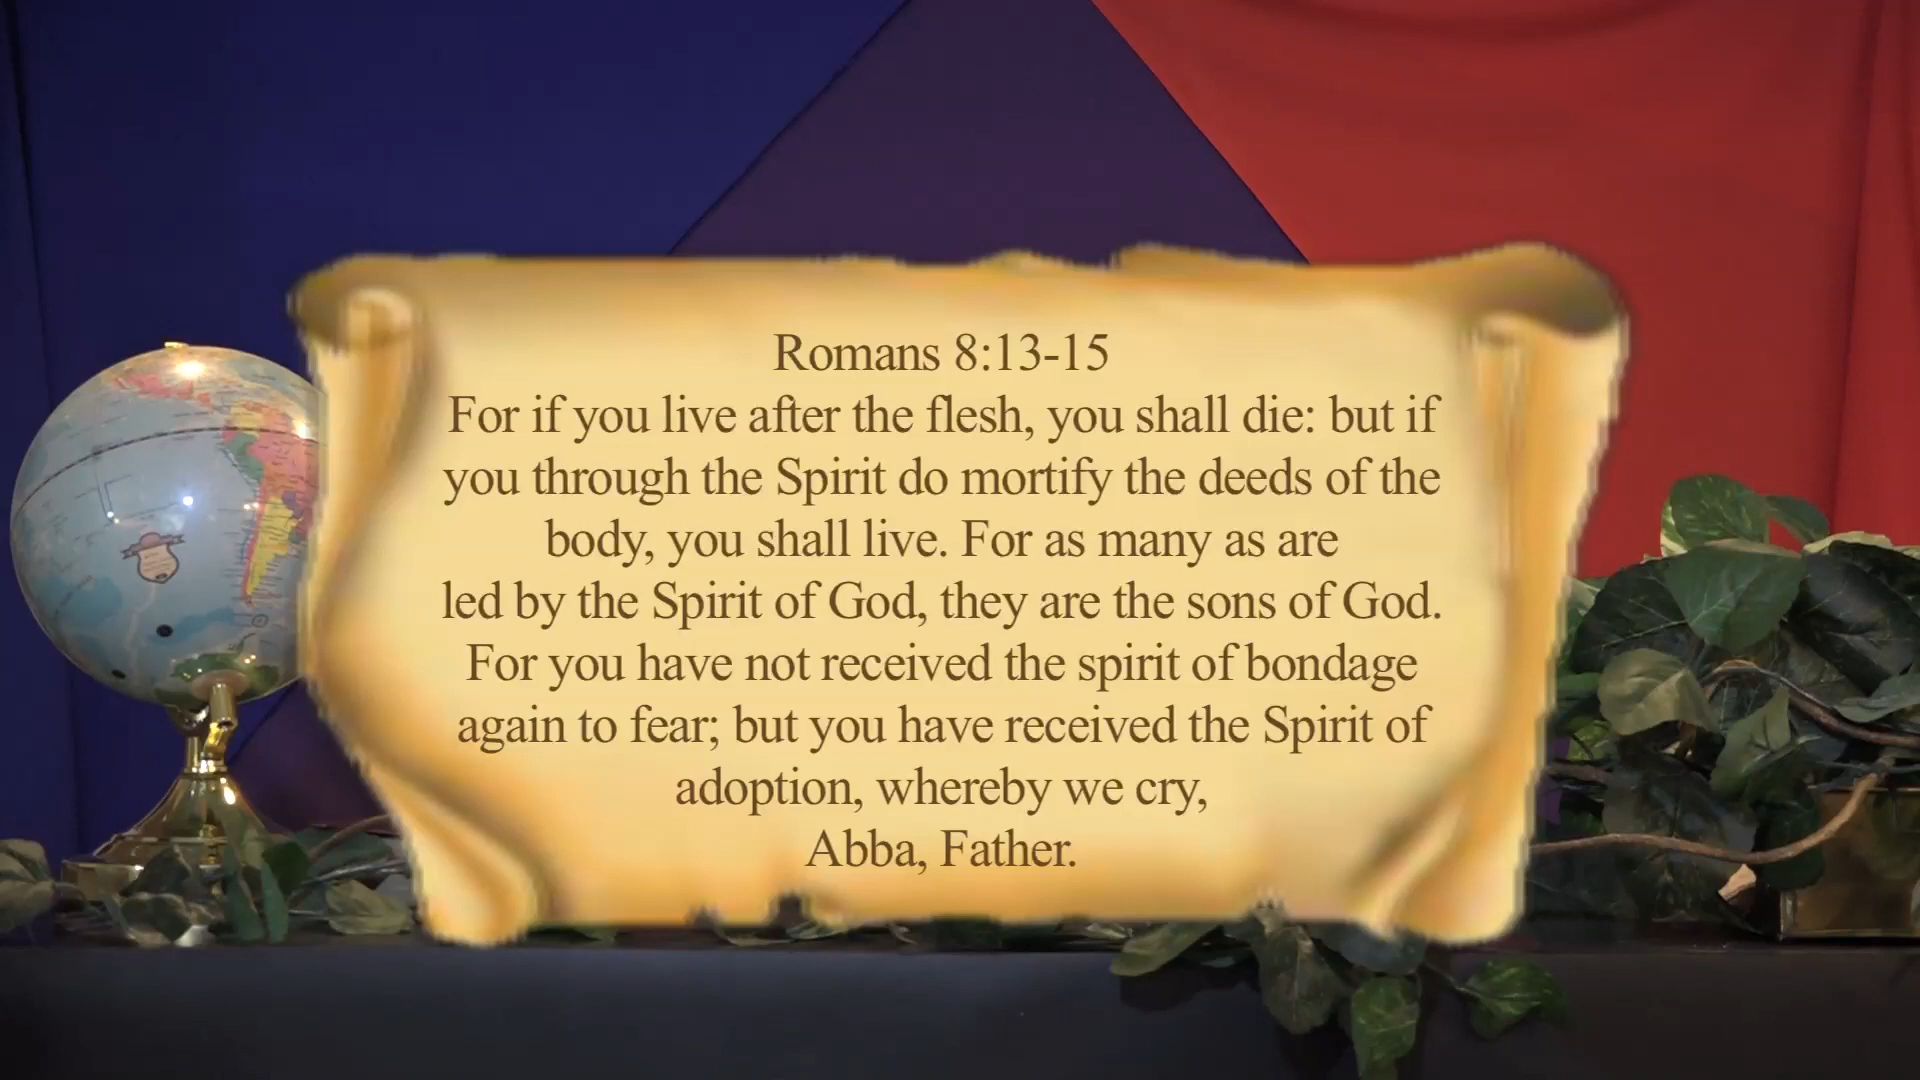 Romans 8:13-15
For if you live after the flesh, you shall die: but if
you through the Spirit do mortify the deeds of the
body, you shall live. For as many as are
led by the Spirit of God, they are the sons of God.
For you have not received the spirit of bondage
again to fear; but you have received the Spirit of
adoption, whereby we cry,
Abba, Father.